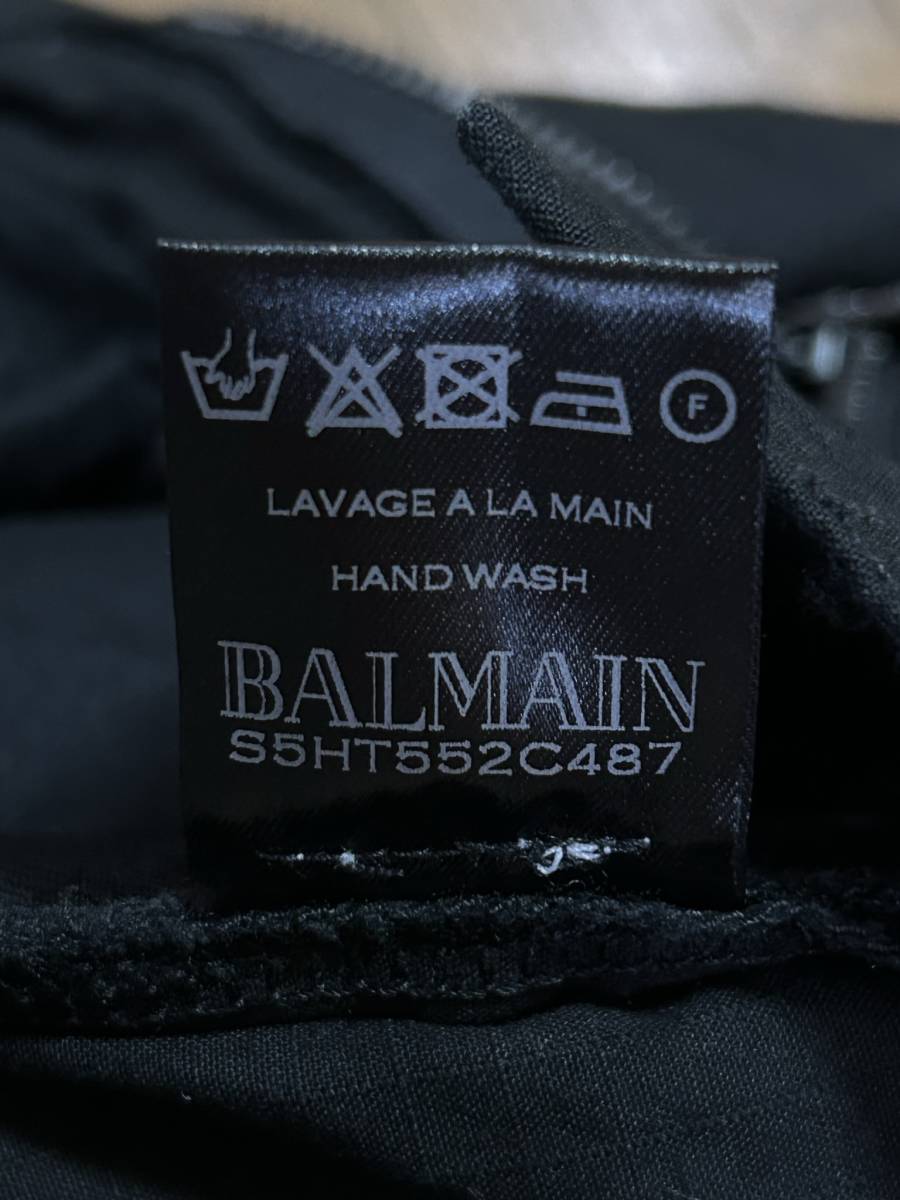 F
LAVAGE A LA MAIN
HAND WASH
BALMAIN
S5HT552C487